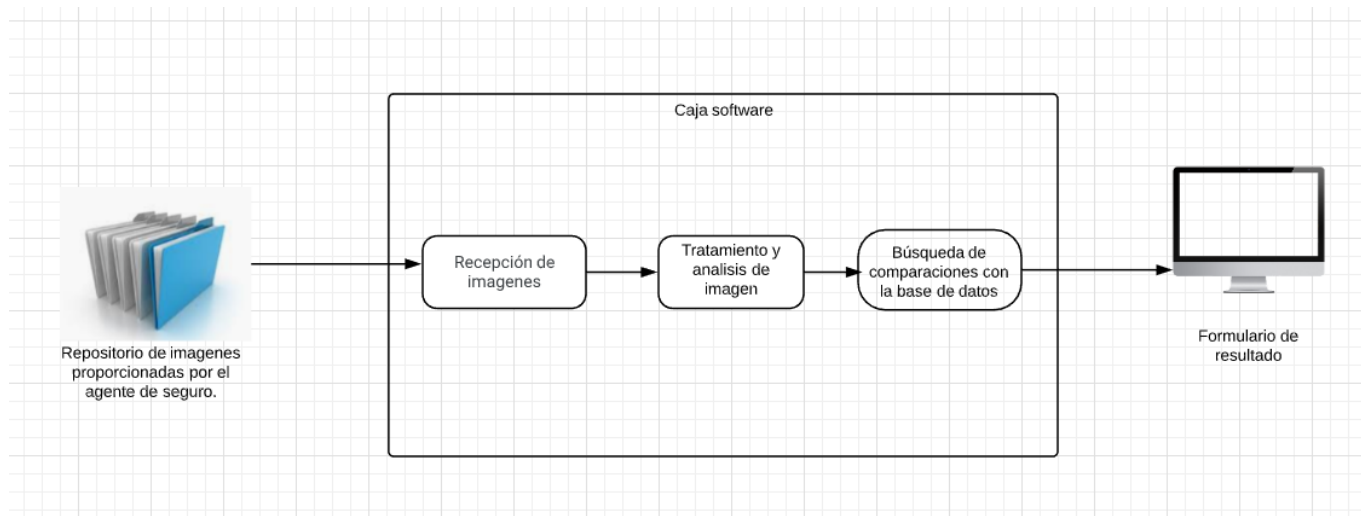 Caja software
Repositorio de imagenes
proporcionadas por el
agente de seguro.
Recepción de
imagenes
Tratamiento y
analisis de
imagen
Búsqueda de
comparaciones con
la base de datos
Formulario de
resultado